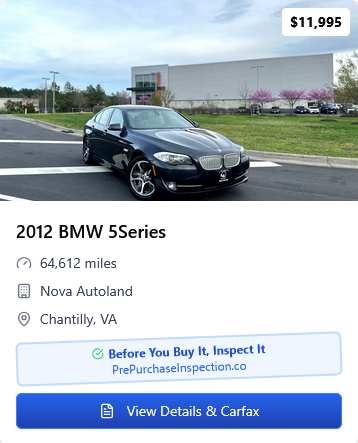 $11,995
2012 BMW 5Series
64,612 miles
Nova Autoland
Chantilly, VA
Before You Buy It, Inspect It
PrePurchaseInspection.co
View Details & Carfax